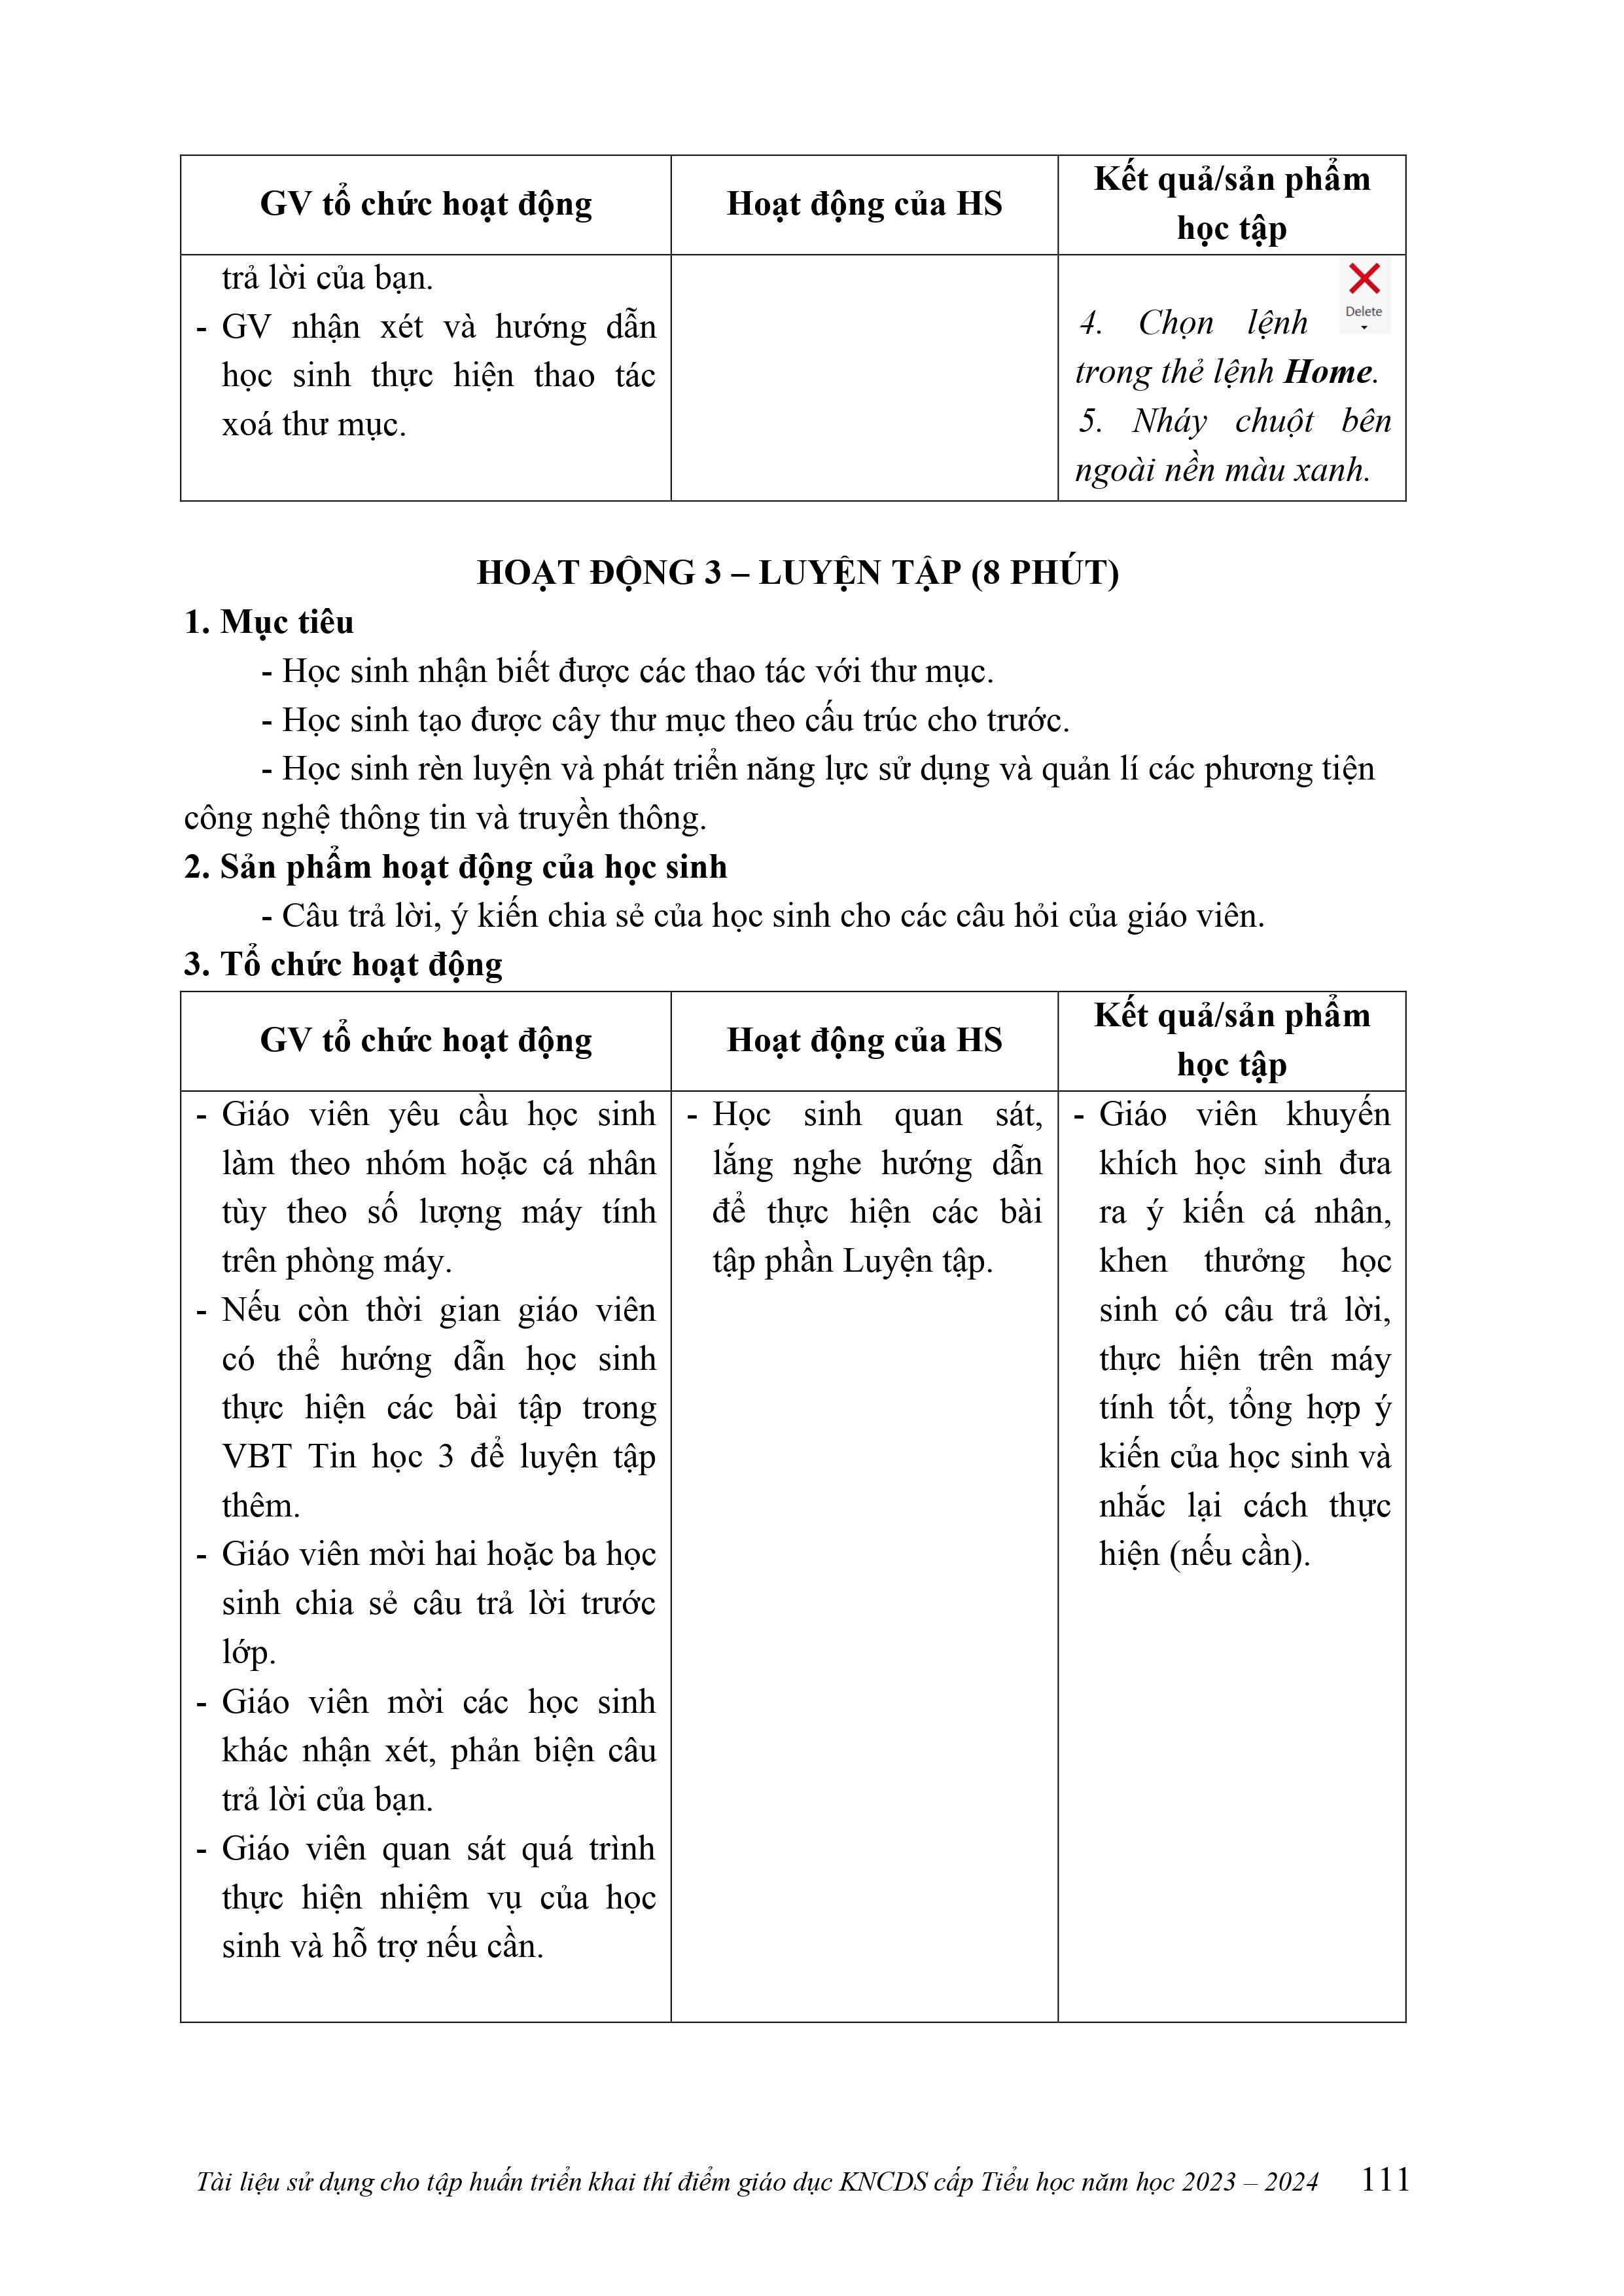 GV tổ chức hoạt động
Hoạt động của HS
Kết quả/sản phẩm
học tập
trả lời của bạn.
- GV nhận xét và hướng dẫn
học sinh thực hiện thao tác
xoá thư mục.
Delete
4. Chọn lệnh
trong thẻ lệnh Home.
5. Nháy chuột bên
ngoài nền màu xanh.
HOẠT ĐỘNG 3 – LUYỆN TẬP (8 PHÚT)
1. Mục tiêu
- Học sinh nhận biết được các thao tác với thư mục.
- Học sinh tạo được cây thư mục theo cấu trúc cho trước.
- Học sinh rèn luyện và phát triển năng lực sử dụng và quản lí các phương tiện
công nghệ thông tin và truyền thông.
2. Sản phẩm hoạt động của học sinh
- Câu trả lời, ý kiến chia sẻ của học sinh cho các câu hỏi của giáo viên.
3. Tổ chức hoạt động
GV tổ chức hoạt động
Hoạt động của HS
Kết quả/sản phẩm
học tập
- Giáo viên yêu cầu học sinh
làm theo nhóm hoặc cá nhân
tùy theo số lượng máy tính
trên phòng máy.
- Nếu còn thời gian giáo viên
có thể hướng dẫn học sinh
thực hiện các bài tập trong
VBT Tin học 3 để luyện tập
thêm.
- Giáo viên mời hai hoặc ba học
sinh chia sẻ câu trả lời trước
lớp.
- Giáo viên mời các học sinh
khác nhận xét, phản biện câu
trả lời của bạn.
- Giáo viên quan sát quá trình
thực hiện nhiệm vụ của học
sinh và hỗ trợ nếu cần.
- Học sinh quan sát,
lắng nghe hướng dẫn
để thực hiện các bài
tập phần Luyện tập.
- Giáo viên khuyến
khích học sinh đưa
ra ý kiến cá nhân,
khen thưởng học
sinh có câu trả lời,
thực hiện trên máy
tính tốt, tổng hợp ý
kiến của học sinh và
nhắc lại cách thực
hiện (nếu cần).
Tài liệu sử dụng cho tập huấn triển khai thí điểm giáo dục KNCDS cấp Tiểu học năm học 2023 – 2024 111